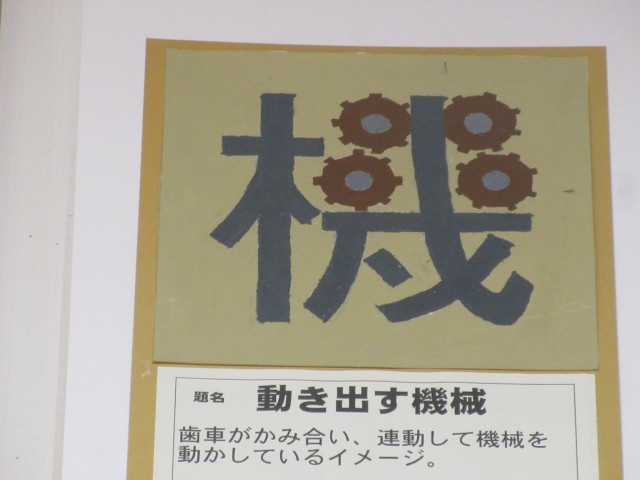 機
題名 動き出す機械
歯車がかみ合い、連動して機械を
動かしているイメージ。